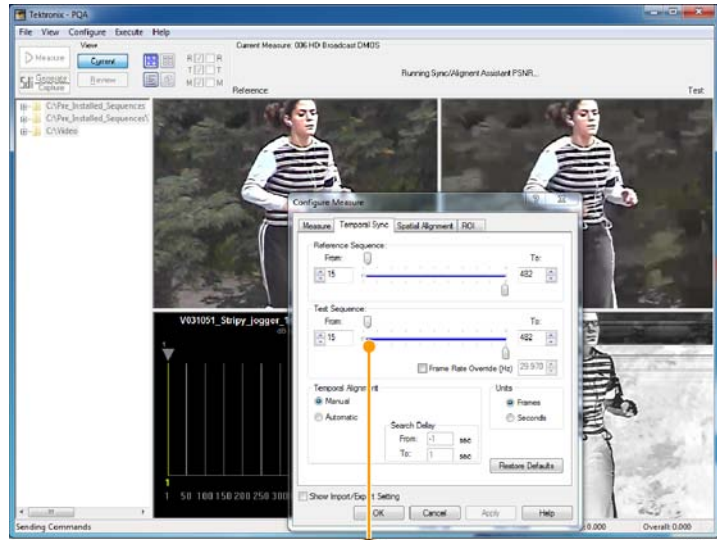 Tektronix - PQA
File View Configure Execute Help
View
Measure Current
Generate Capture Review
R R
T T
M M
Current Measure: 006 HD Broadcast DMOS
Running Sync/Alignment Assistant PSNR...
Reference: Test:
C:\Pre_Installed_Sequences
C:\Pre_Installed_Sequences\
C:\Video
Configure Measure
Measure Temporal Sync Spatial Alignment ROI
Reference Sequence:
From: To:
15 482
Test Sequence:
From: To:
15 482
Frame Rate Override (Hz) 29.970
Temporal Alignment
Manual
Automatic
Search Delay
From: -1 sec
To: 1 sec
Units
Frames
Seconds
Restore Defaults
Show Import/Export Setting
OK Cancel Apply Help
V031051_Stripy_jogger_1
1
1
1 50 100 150 200 250 300
Sending Commands
0.000 Overall: 0.000